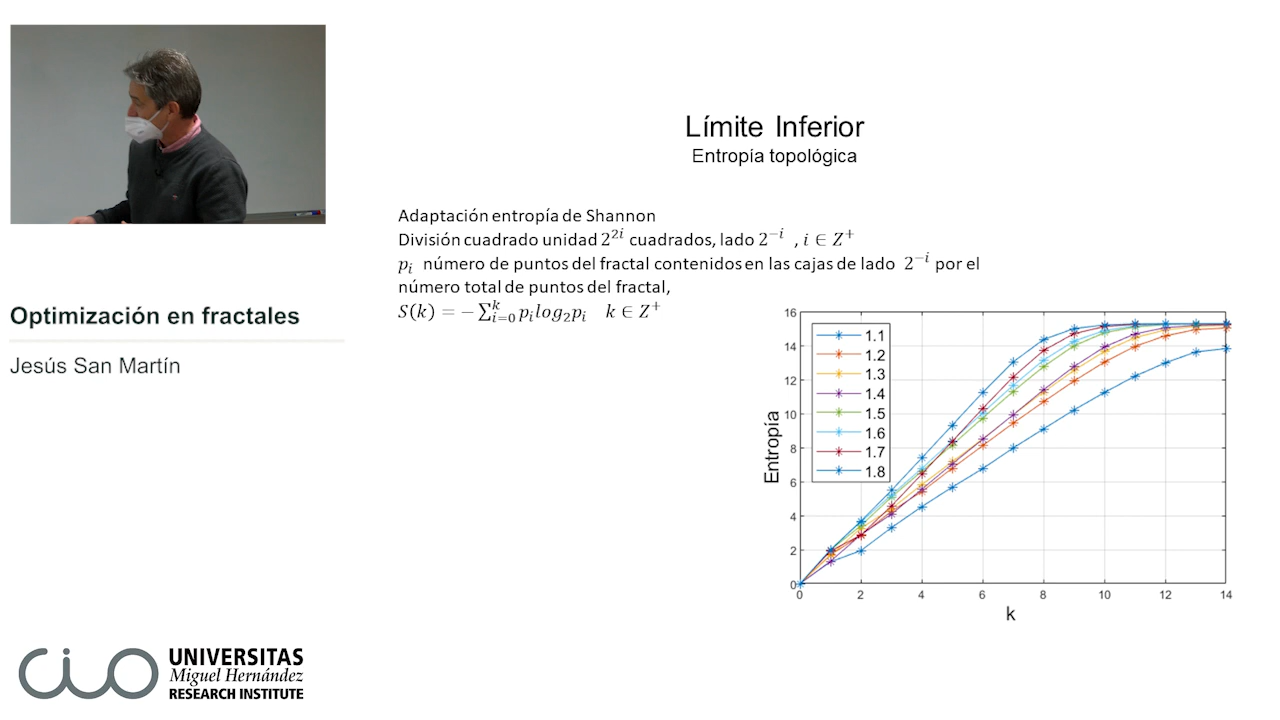 Límite Inferior
Entropía topológica
Adaptación entropía de Shannon
División cuadrado unidad 2^{2i} cuadrados, lado 2^{-i} , i ∈ Z^+
p_i número de puntos del fractal contenidos en las cajas de lado 2^{-i} por el
número total de puntos del fractal,
S(k) = −∑_{i=0}^{k} p_i log_2 p_i k ∈ Z^+
Optimización en fractales
Jesús San Martín
16
14
12
10
8
6
4
2
0
Entropía
1.1
1.2
1.3
1.4
1.5
1.6
1.7
1.8
0 2 4 6 8 10 12 14
k
cio
UNIVERSITAS
Miguel Hernández
RESEARCH INSTITUTE